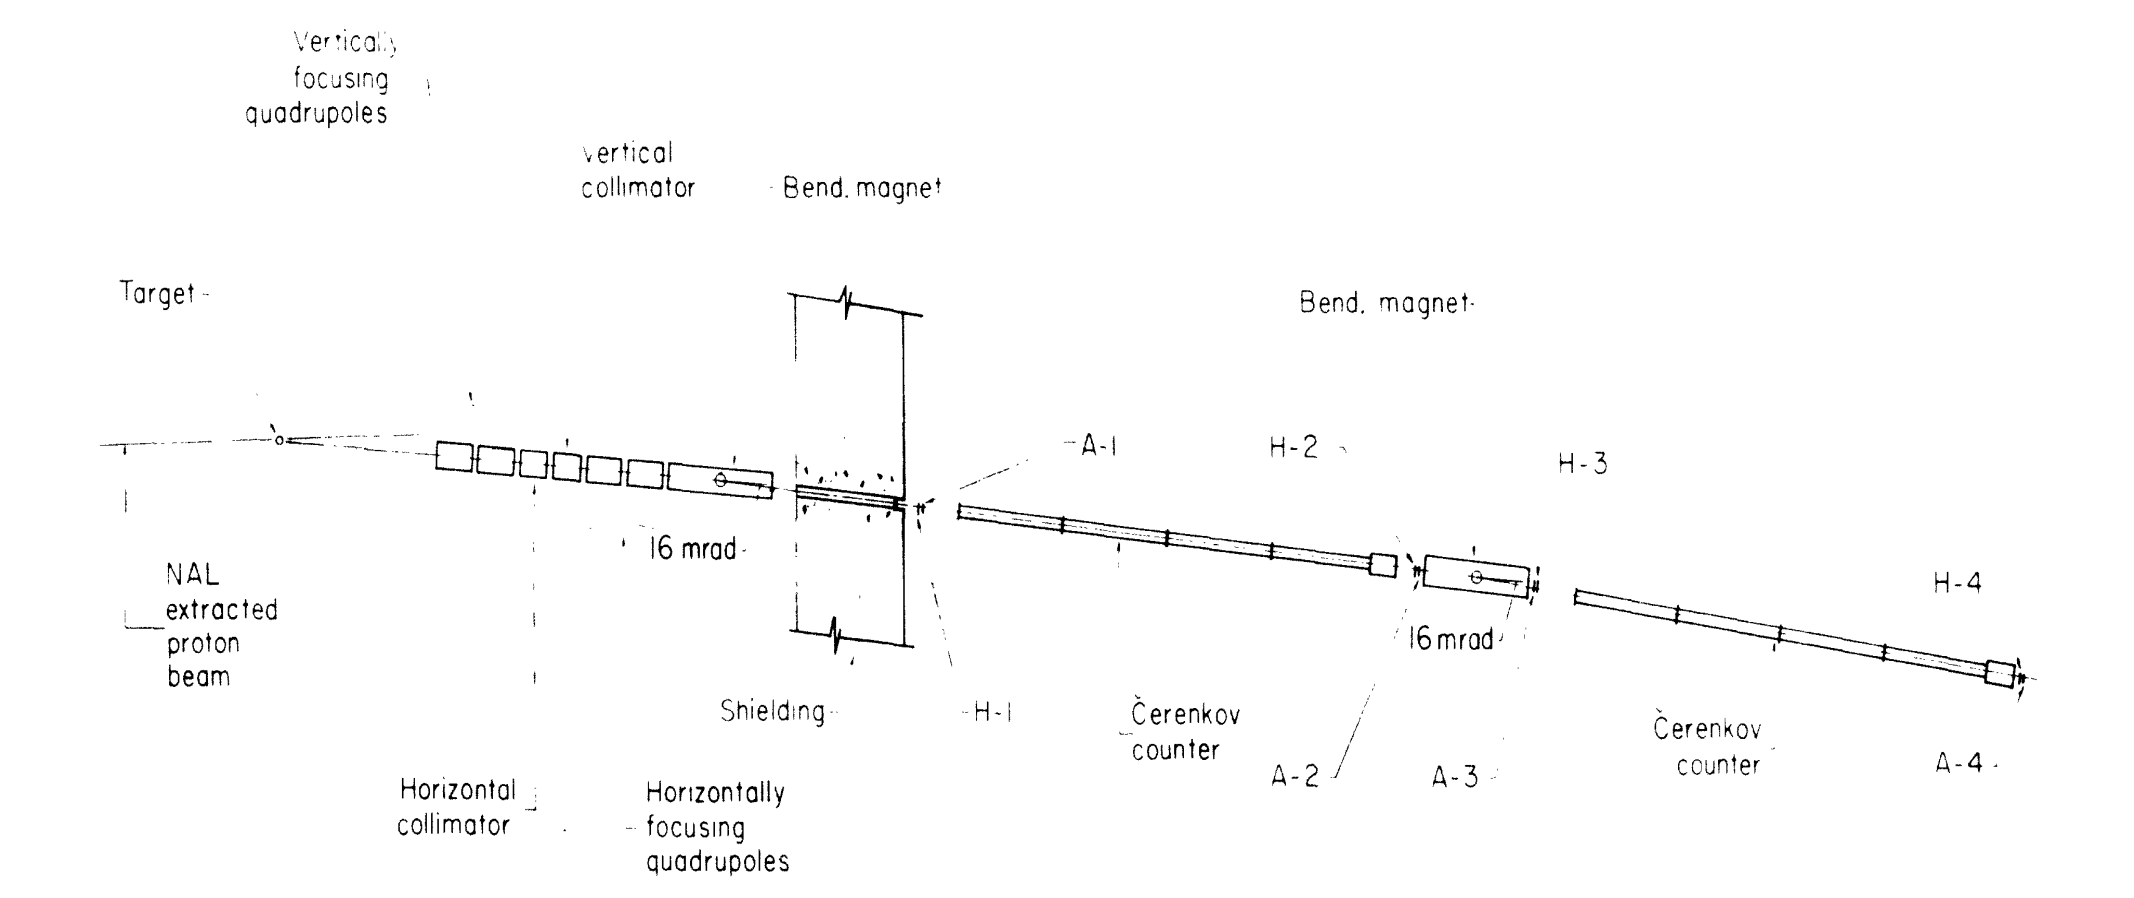 Vertically
focusing
quadrupoles
Vertical
collimator
Bend. magnet
Target
Bend. magnet
A-1
H-2
H-3
16 mrad
NAL
extracted
proton
beam
H-4
16 mrad
Shielding
H-1
Čerenkov
counter
Čerenkov
counter
A-2
A-3
A-4
Horizontal
collimator
Horizontally
focusing
quadrupoles